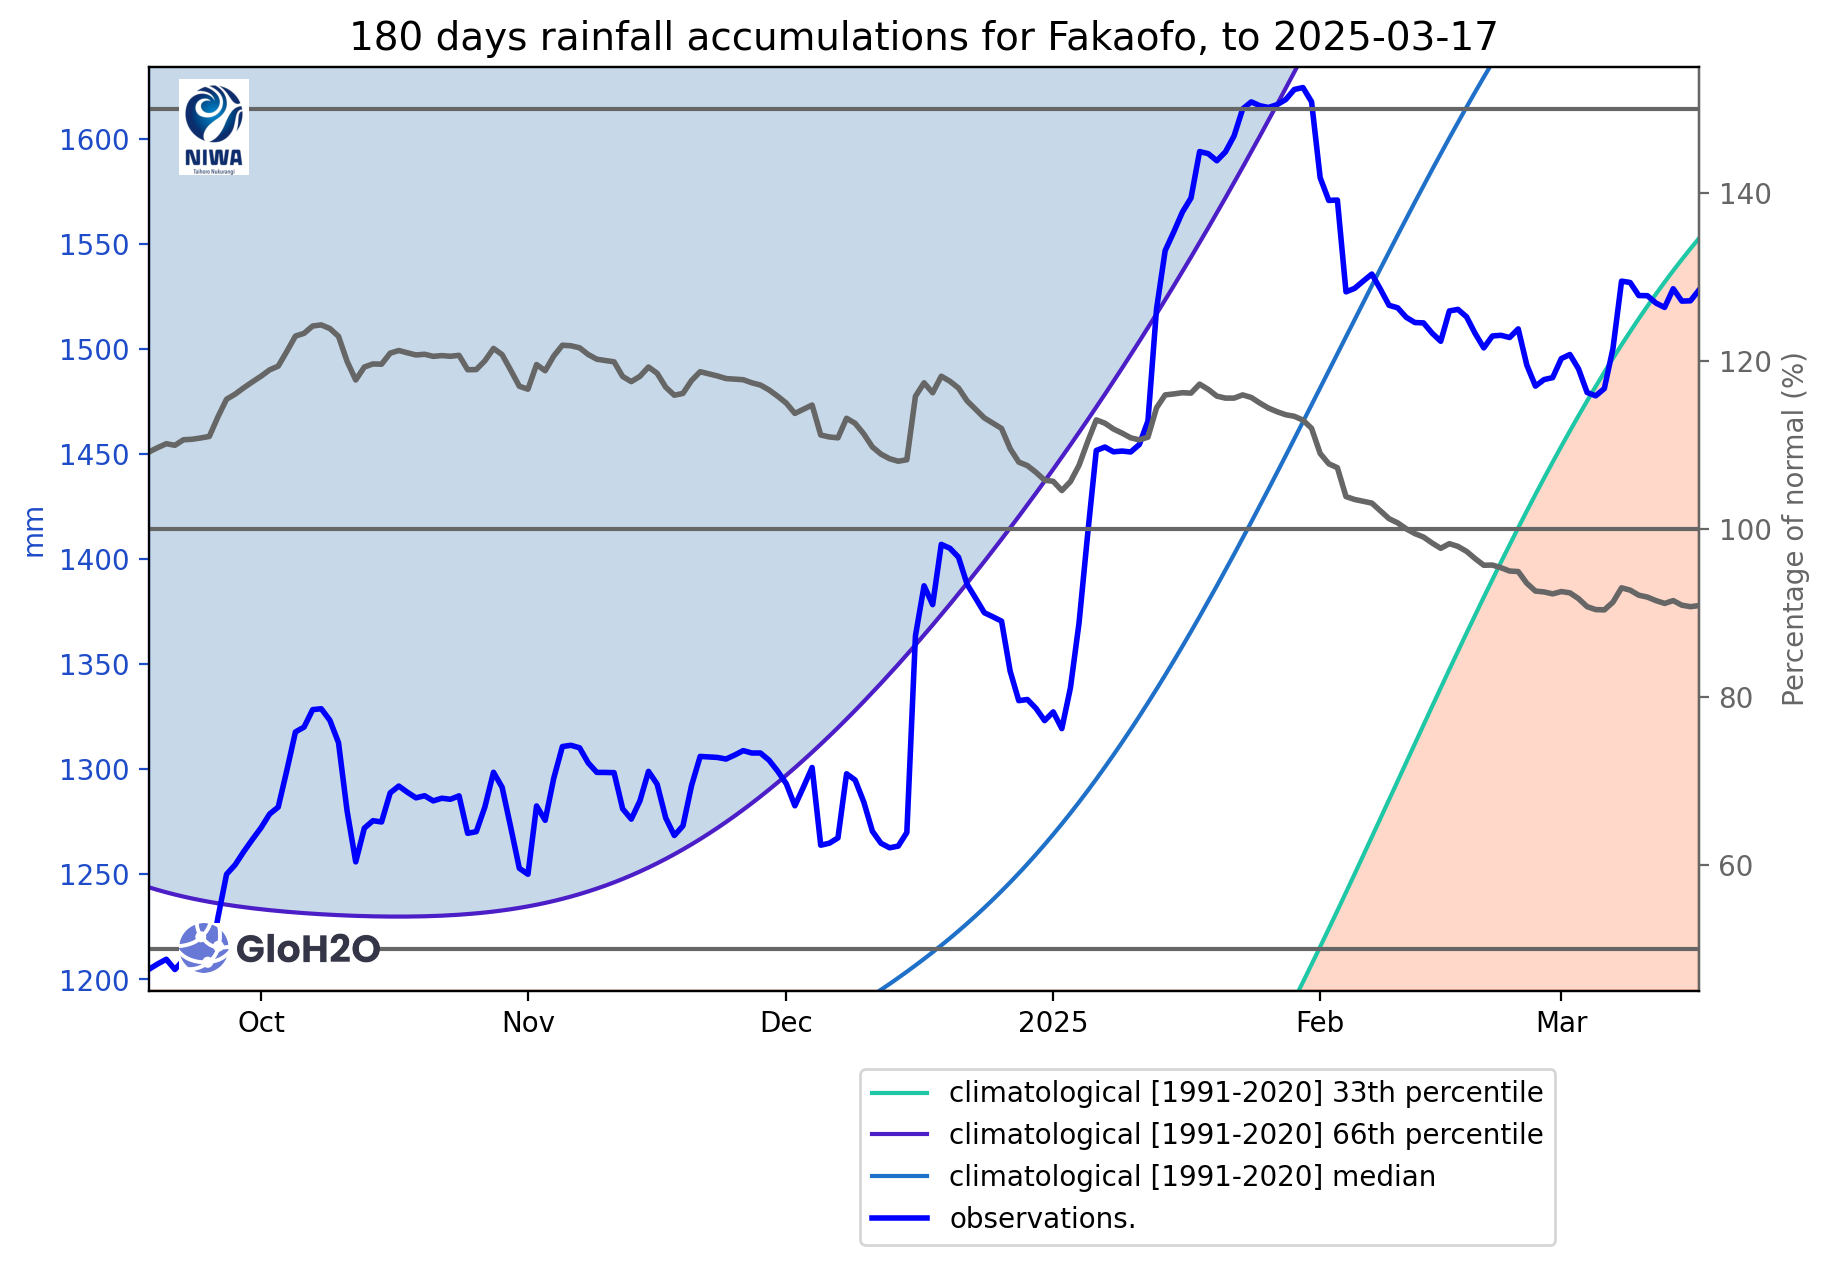 180 days rainfall accumulations for Fakaofo, to 2025-03-17
NIWA
Taihoro Nukurangi
1600
1550
1500
1450
1400
1350
1300
1250
1200
mm
140
120
100
80
60
Percentage of normal (%)
GloH2O
Oct Nov Dec 2025 Feb Mar
climatological [1991-2020] 33th percentile
climatological [1991-2020] 66th percentile
climatological [1991-2020] median
observations.